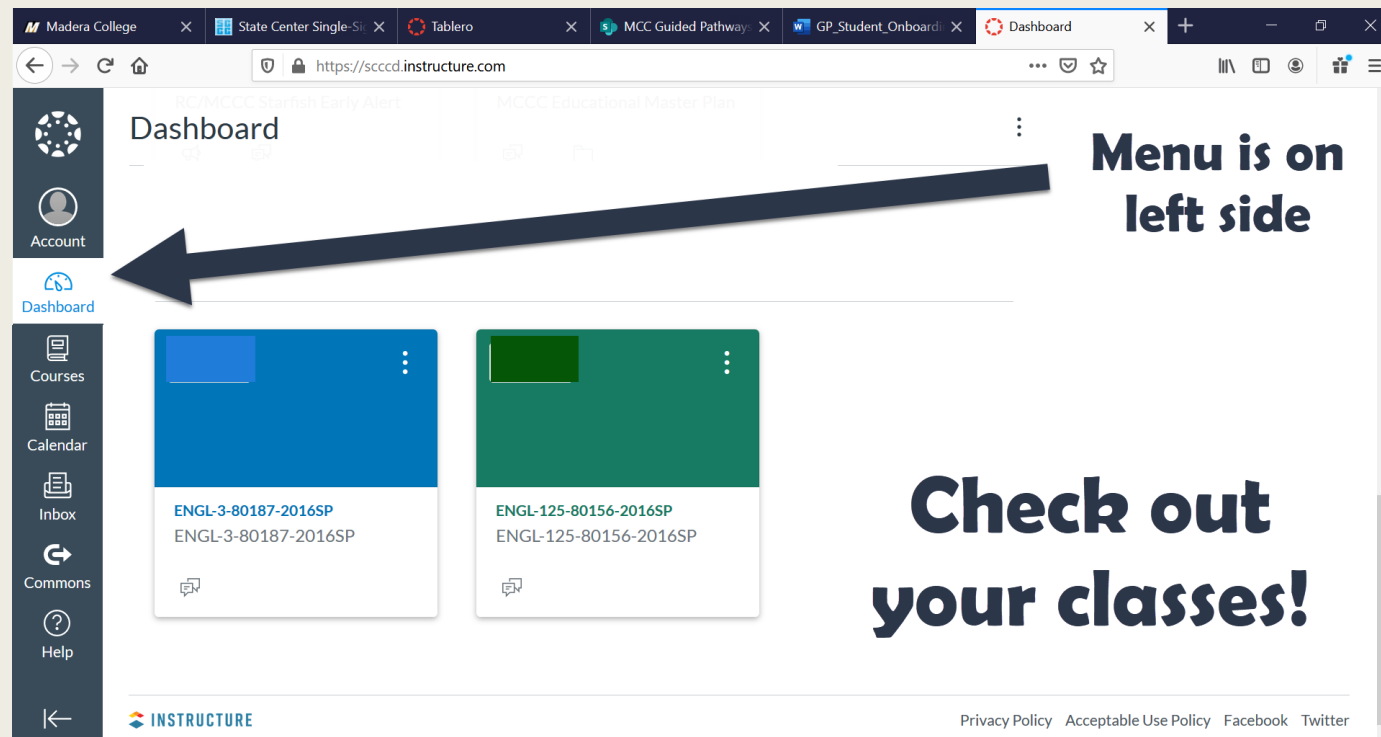 Madera College
State Center Single-Sig
Tablero
MCC Guided Pathways
GP_Student_Onboardi
Dashboard
https://scccd.instructure.com
RC/MCCC Starfish Early Alert
MCCC Educational Master Plan
Dashboard
Menu is on
left side
Account
Dashboard
Courses
Calendar
Inbox
Commons
Help
ENGL-3-80187-2016SP
ENGL-3-80187-2016SP
ENGL-125-80156-2016SP
ENGL-125-80156-2016SP
Check out
your classes!
INSTRUCTURE
Privacy Policy Acceptable Use Policy Facebook Twitter